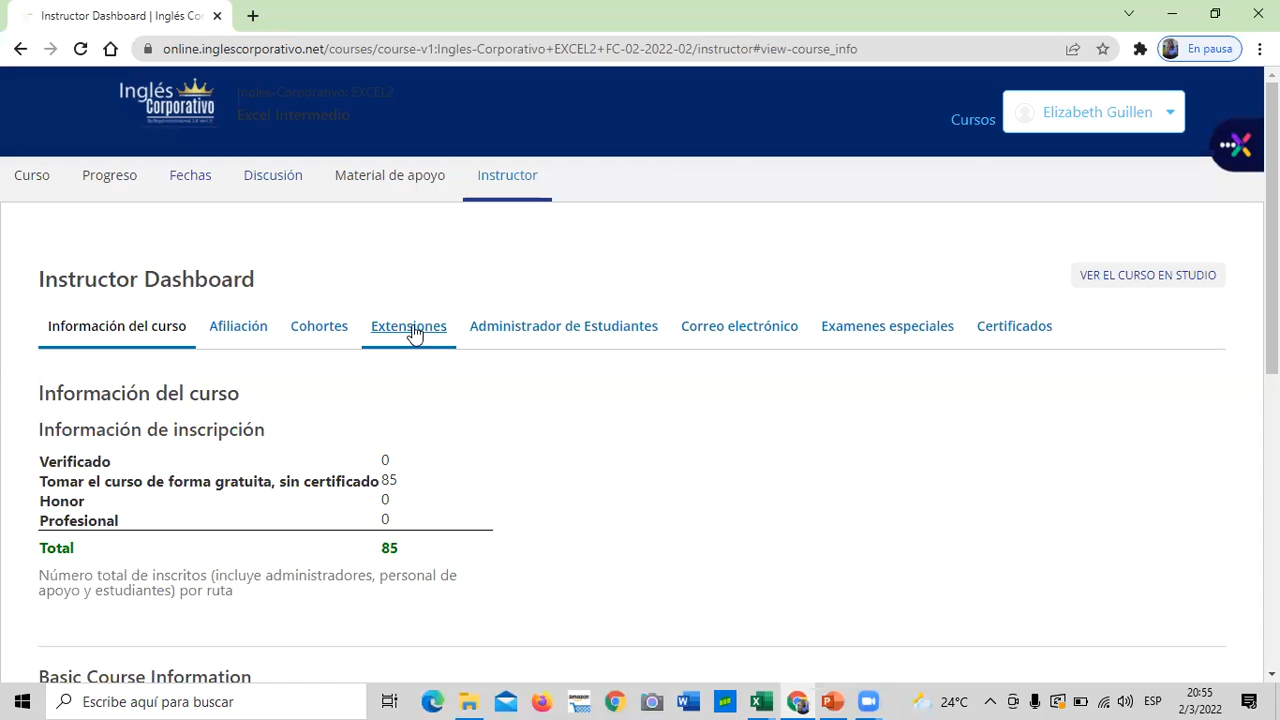 Instructor Dashboard | Inglés Co
online.inglescorporativo.net/courses/course-v1:Ingles-Corporativo+EXCEL2+FC-02-2022-02/instructor#view-course_info
En pausa
Inglés
Corporativo
Ingles-Corporativo: EXCEL2
Excel Intermedio
Cursos
Elizabeth Guillen
Curso
Progreso
Fechas
Discusión
Material de apoyo
Instructor
Instructor Dashboard
VER EL CURSO EN STUDIO
Información del curso
Afiliación
Cohortes
Extensiones
Administrador de Estudiantes
Correo electrónico
Examenes especiales
Certificados
Información del curso
Información de inscripción
Verificado 0
Tomar el curso de forma gratuita, sin certificado 85
Honor 0
Profesional 0
Total 85
Número total de inscritos (incluye administradores, personal de
apoyo y estudiantes) por ruta
Basic Course Information
Escribe aquí para buscar
24°C
ESP
20:55
2/3/2022